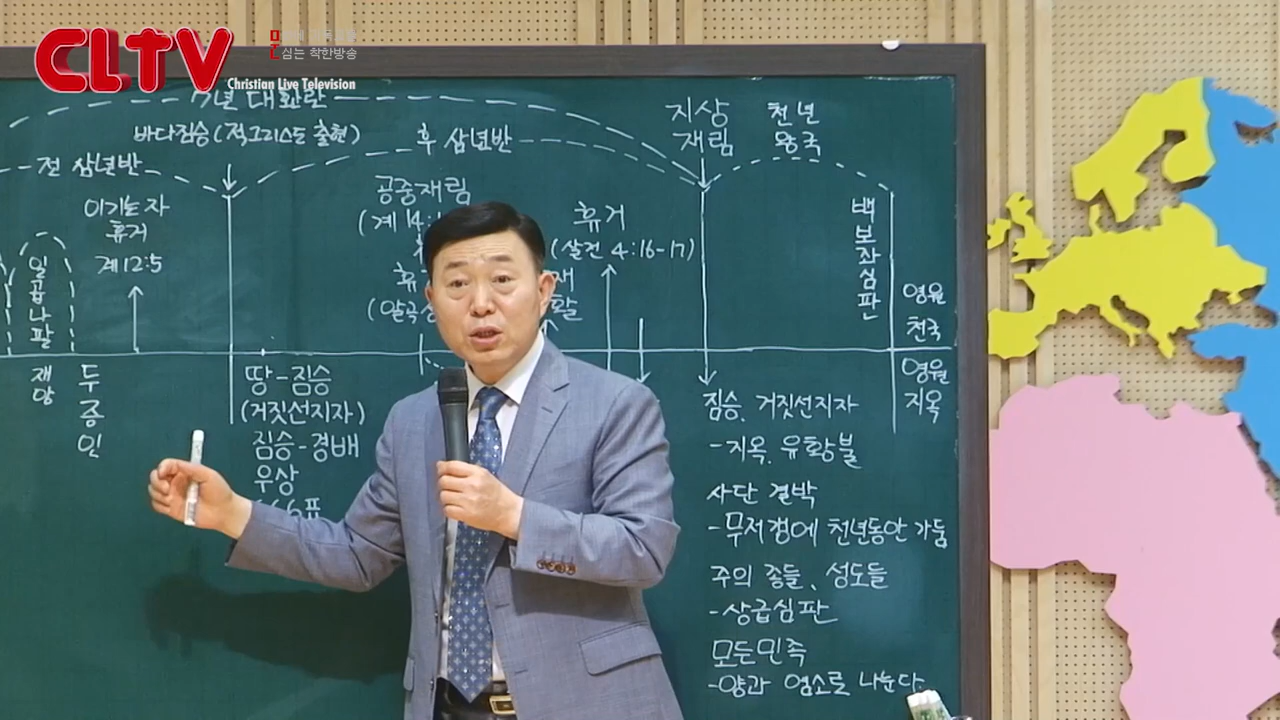 CLTV
심는 착한방송
Christian Live Television
7년 대환란
바다짐승(적그리스도 출현)
전 삼년반
후 삼년반
지상
재림
천년
왕국
이기는자
휴거
계12:5
일곱나팔
공중재림
(계 14:
휴거
(살전 4:16-17)
백보좌심판
영원
천국
영원
지옥
재앙
두증인
땅-짐승
(거짓선지자)
짐승-경배
우상
짐승, 거짓선지자
-지옥, 유황불
사단 결박
-무저갱에 천년동안 가둠
주의 종들, 성도들
-상급심판
모든민족
-양과 염소로 나눈다.